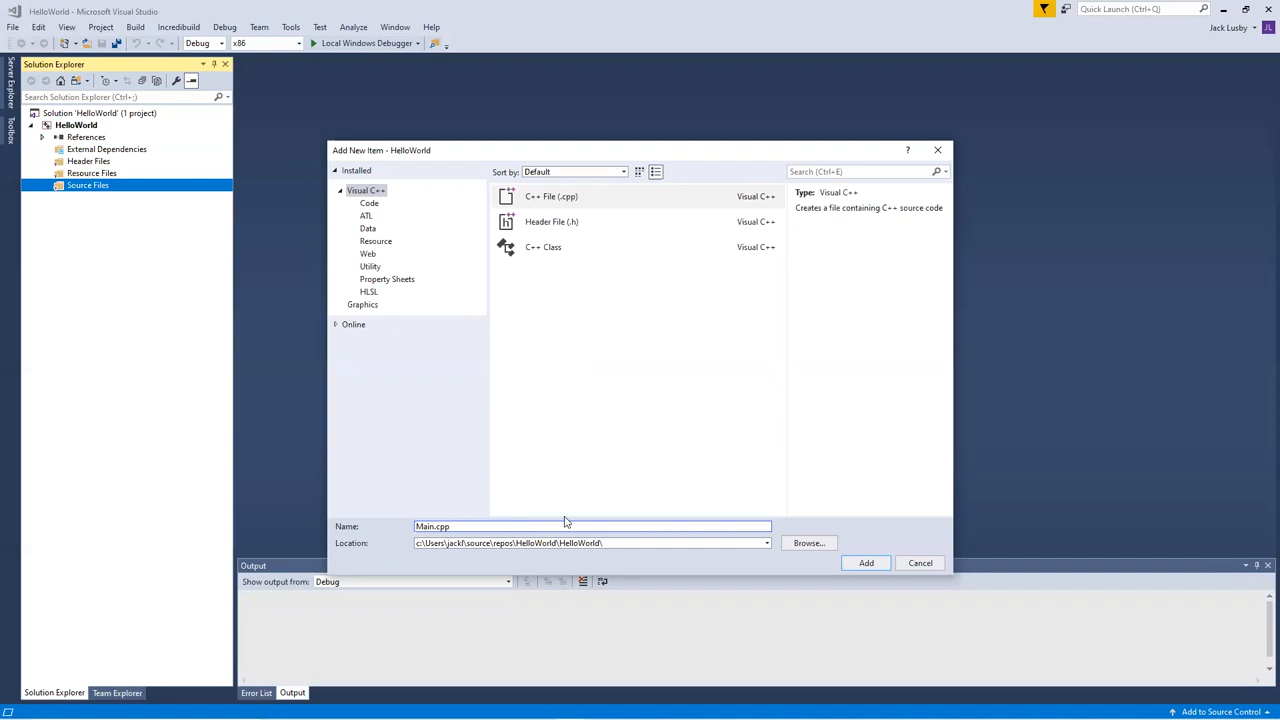 HelloWorld - Microsoft Visual Studio
Quick Launch (Ctrl+Q)
File Edit View Project Build Incredibuild Debug Team Tools Test Analyze Window Help
Jack Lusby JL
Debug x86 Local Windows Debugger
Server Explorer
Toolbox
Solution Explorer
Search Solution Explorer (Ctrl+;)
Solution 'HelloWorld' (1 project)
HelloWorld
References
External Dependencies
Header Files
Resource Files
Source Files
Add New Item - HelloWorld ?
Installed
Sort by: Default
Search (Ctrl+E)
Visual C++
Code
ATL
Data
Resource
Web
Utility
Property Sheets
HLSL
Graphics
Online
C++ File (.cpp) Visual C++
Header File (.h) Visual C++
C++ Class Visual C++
Type: Visual C++
Creates a file containing C++ source code
Name: Main.cpp
Location: c:\Users\jackl\source\repos\HelloWorld\HelloWorld\
Browse...
Add Cancel
Output
Show output from: Debug
Solution Explorer Team Explorer
Error List Output
Add to Source Control